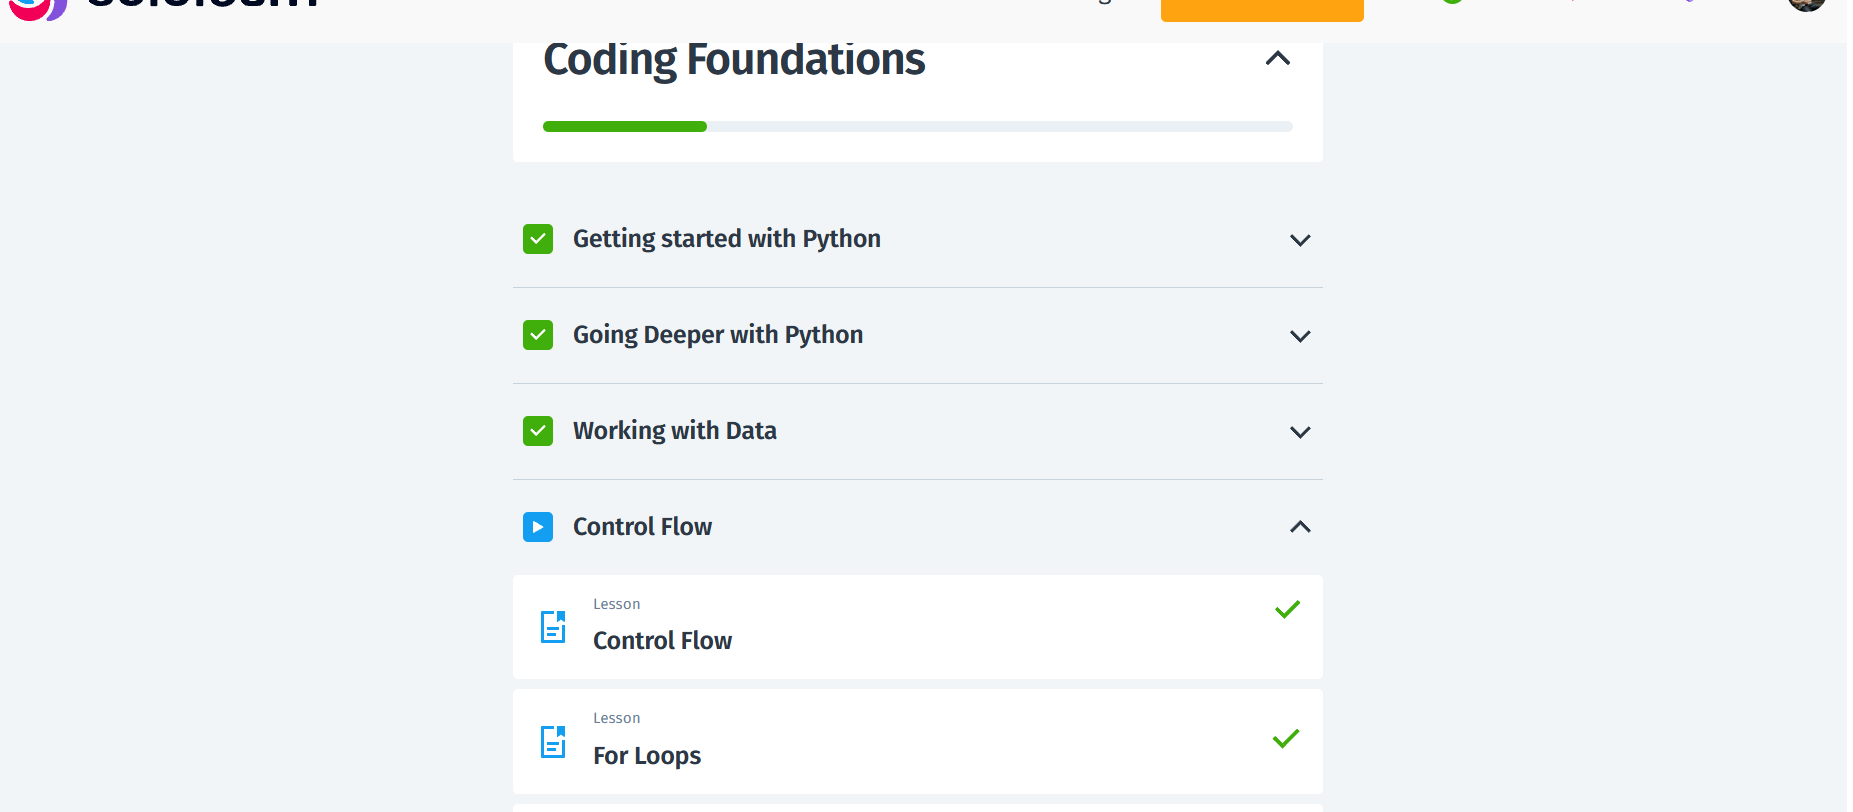 sololearn
Coding Foundations
Getting started with Python
Going Deeper with Python
Working with Data
Control Flow
Lesson
Control Flow
Lesson
For Loops